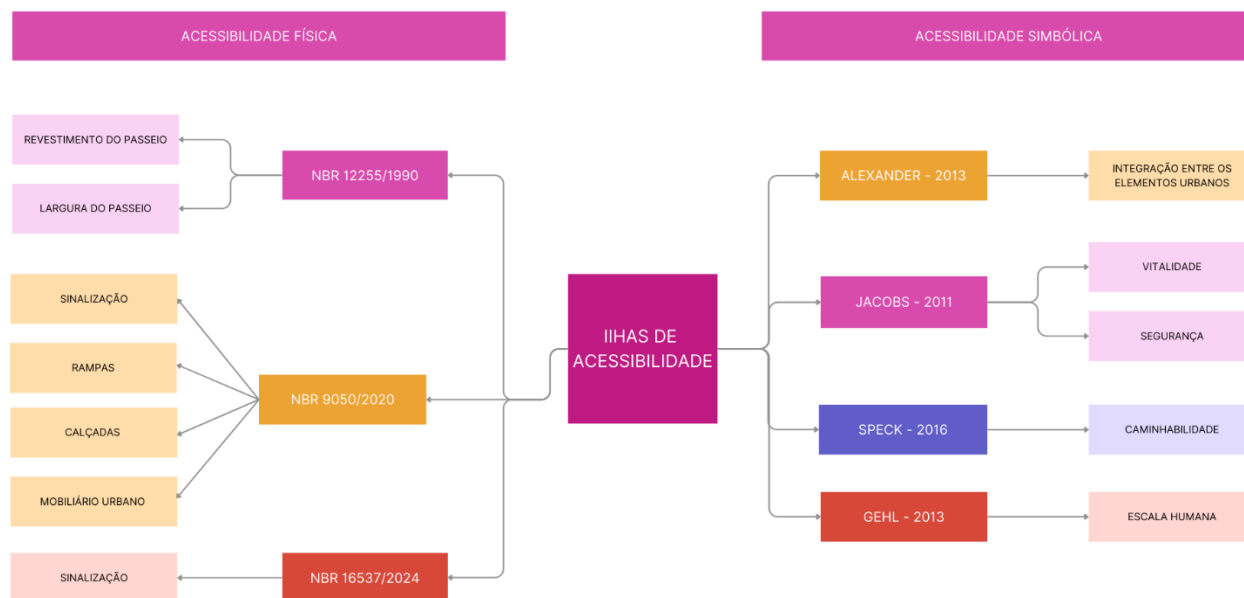 ACESSIBILIDADE FÍSICA
ACESSIBILIDADE SIMBÓLICA
REVESTIMENTO DO PASSEIO
LARGURA DO PASSEIO
NBR 12255/1990
SINALIZAÇÃO
RAMPAS
CALÇADAS
MOBILIÁRIO URBANO
NBR 9050/2020
SINALIZAÇÃO
NBR 16537/2024
IIHAS DE
ACESSIBILIDADE
ALEXANDER - 2013
INTEGRAÇÃO ENTRE OS
ELEMENTOS URBANOS
JACOBS - 2011
VITALIDADE
SEGURANÇA
SPECK - 2016
CAMINHABILIDADE
GEHL - 2013
ESCALA HUMANA